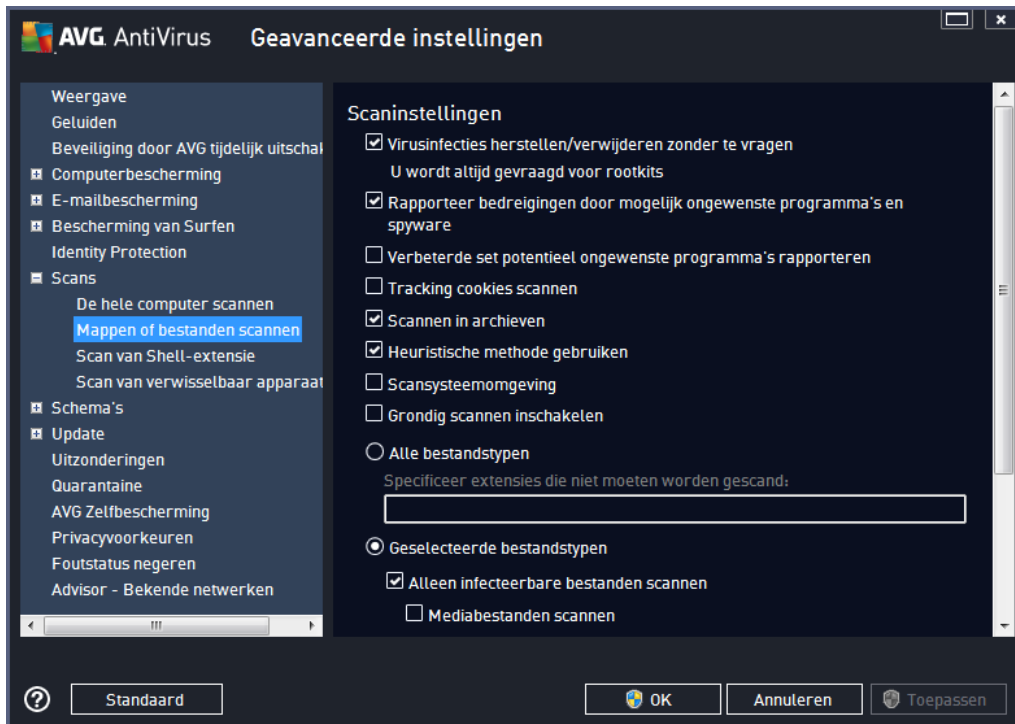 AVG. AntiVirus Geavanceerde instellingen
Weergave
Geluiden
Beveiliging door AVG tijdelijk uitschak
Computerbescherming
E-mailbescherming
Bescherming van Surfen
Identity Protection
Scans
De hele computer scannen
Mappen of bestanden scannen
Scan van Shell-extensie
Scan van verwisselbaar apparaat
Schema's
Update
Uitzonderingen
Quarantaine
AVG Zelfbescherming
Privacyvoorkeuren
Foutstatus negeren
Advisor - Bekende netwerken
Scaninstellingen
Virusinfecties herstellen/verwijderen zonder te vragen
U wordt altijd gevraagd voor rootkits
Rapporteer bedreigingen door mogelijk ongewenste programma's en
spyware
Verbeterde set potentieel ongewenste programma's rapporteren
Tracking cookies scannen
Scannen in archieven
Heuristische methode gebruiken
Scansysteemomgeving
Grondig scannen inschakelen
Alle bestandstypen
Specificeer extensies die niet moeten worden gescand:
Geselecteerde bestandstypen
Alleen infecteerbare bestanden scannen
Mediabestanden scannen
Standaard
OK
Annuleren
Toepassen